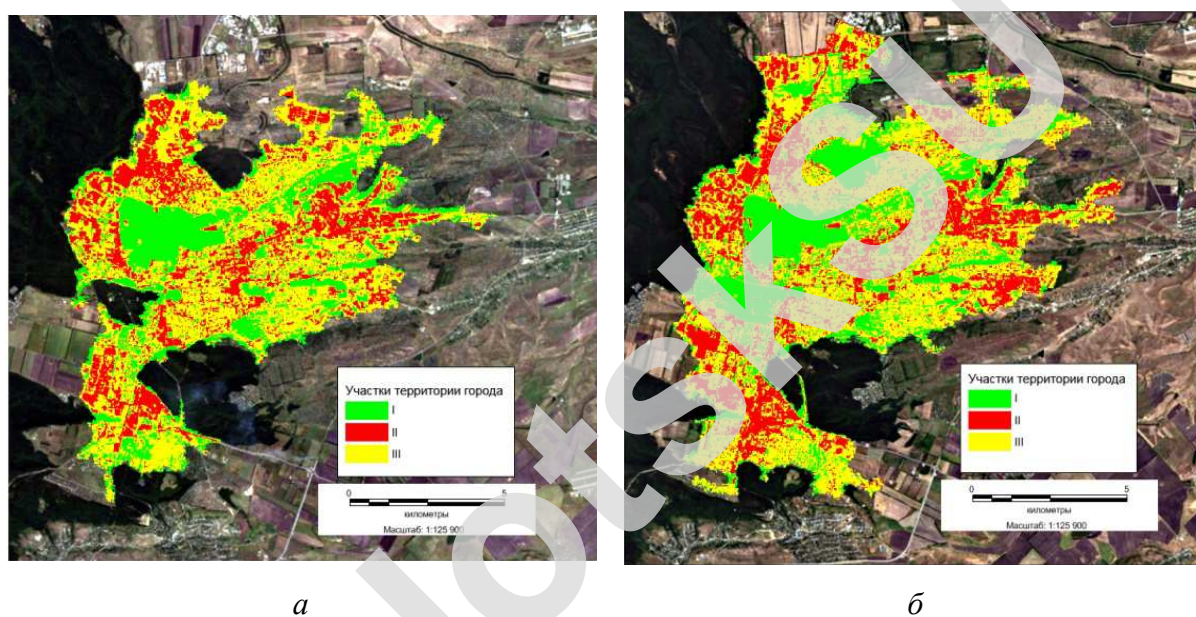 Участки территории города
I
II
III
0 5
километры
Масштаб: 1:125 900
Участки территории города
I
II
III
0 5
километры
Масштаб: 1:125 900
а
б
otskSU